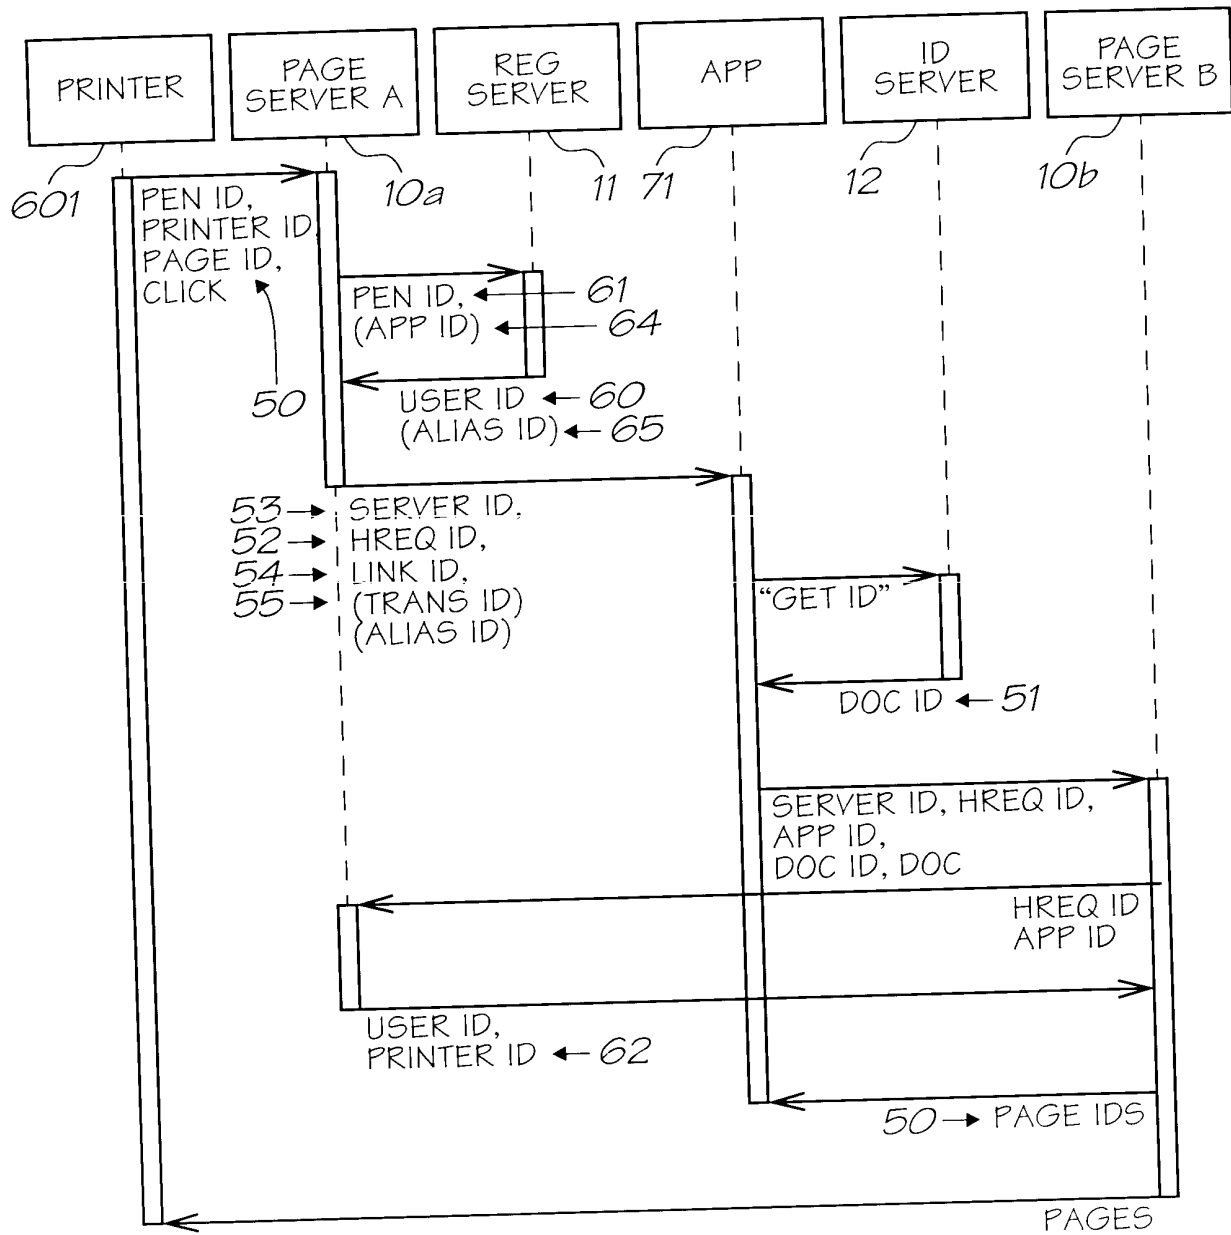 PRINTER
PAGE
SERVER A
REG
SERVER
APP
ID
SERVER
PAGE
SERVER B
601
10a
11
71
12
10b
PEN ID,
PRINTER ID
PAGE ID,
CLICK
50
PEN ID,
61
(APP ID)
64
USER ID
60
(ALIAS ID)
65
53
SERVER ID,
52
HREQ ID,
54
LINK ID,
55
(TRANS ID)
(ALIAS ID)
"GET ID"
DOC ID
51
SERVER ID, HREQ ID,
APP ID,
DOC ID, DOC
HREQ ID
APP ID
USER ID,
PRINTER ID
62
50
PAGE IDS
PAGES